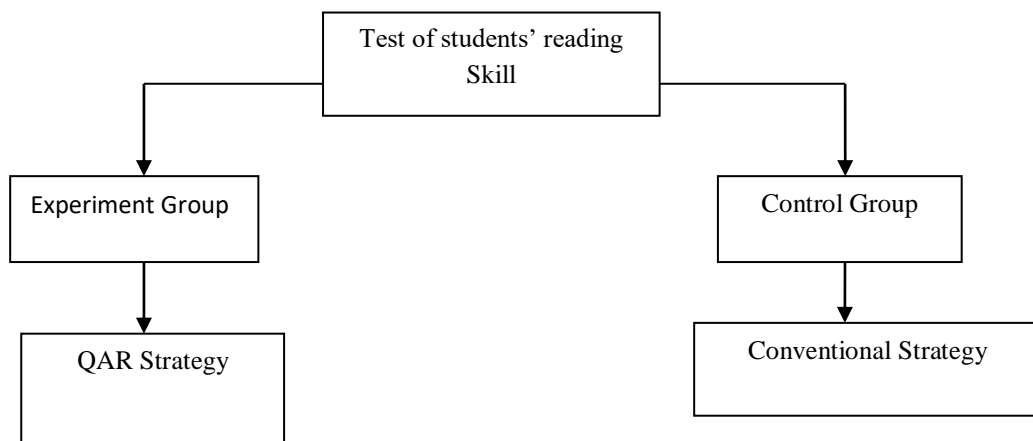 Test of students’ reading
Skill
Experiment Group
Control Group
QAR Strategy
Conventional Strategy